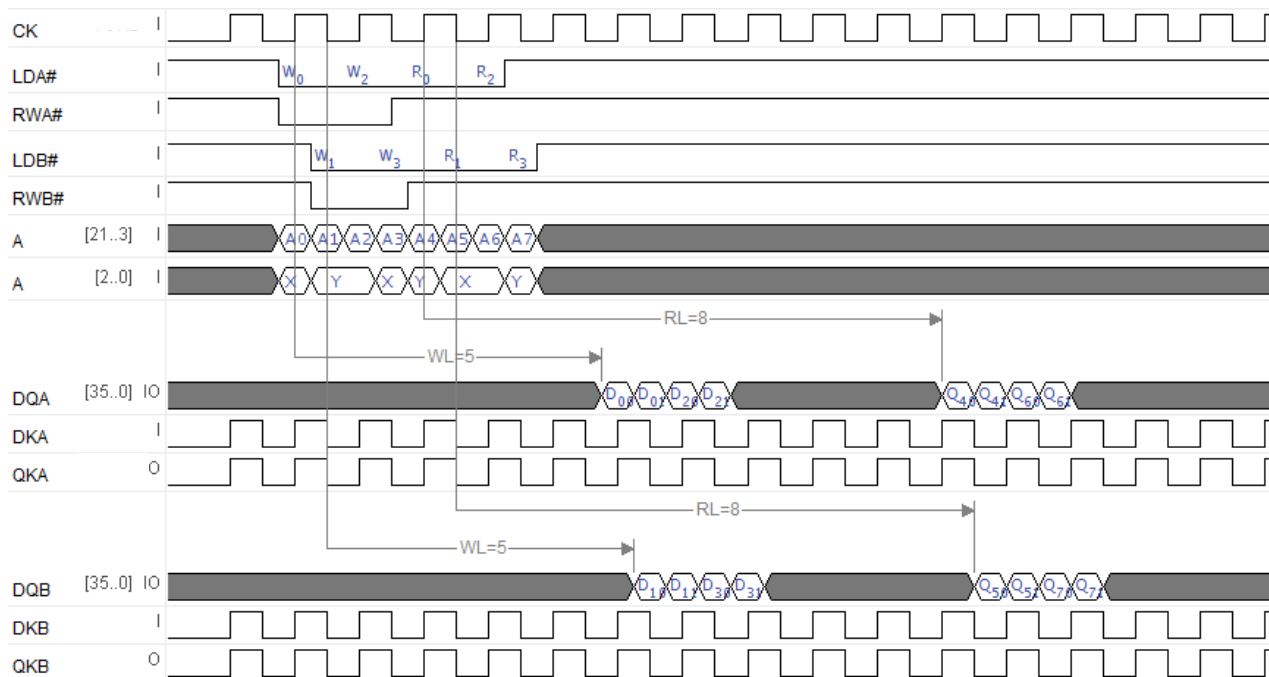 CK I
LDA# I W0 W2 R0 R2
RWA# I
LDB# I W1 W3 R1 R3
RWB# I
A [21..3] I A0 A1 A2 A3 A4 A5 A6 A7
A [2..0] I X Y X Y X Y
RL=8
WL=5
DQA [35..0] IO D00 D01 D20 D21 Q40 Q41 Q60 Q61
DKA I
QKA O
RL=8
WL=5
DQB [35..0] IO D10 D11 D30 D31 Q50 Q51 Q70 Q71
DKB I
QKB O